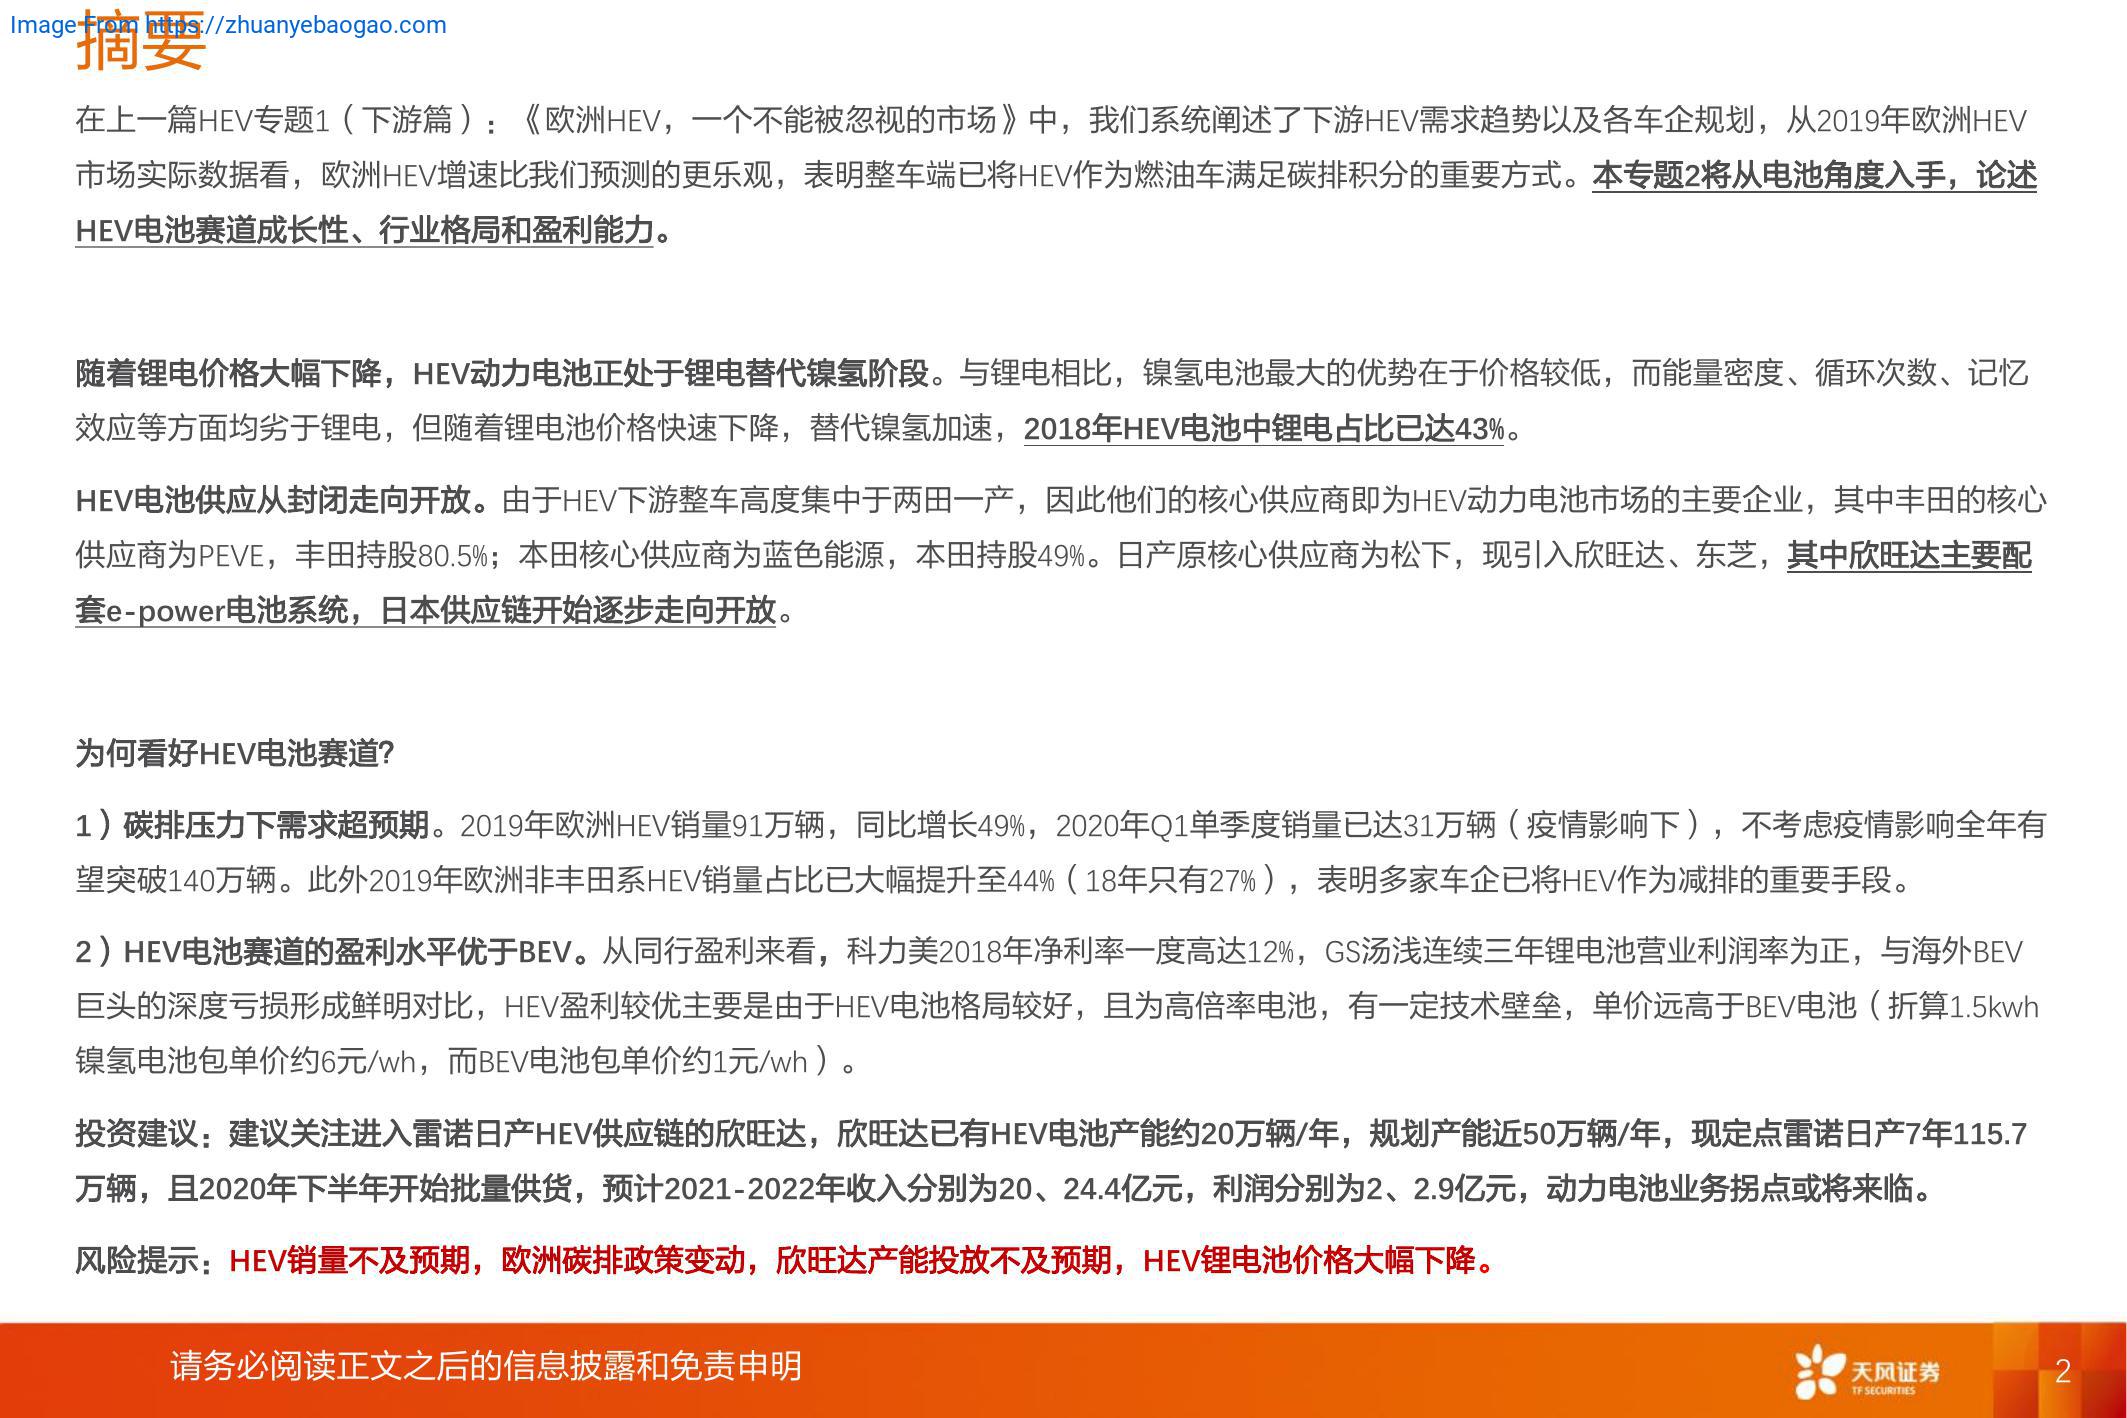 Image From https://zhuanyebaogao.com
摘要
在上一篇HEV专题1（下游篇）：《欧洲HEV，一个不能被忽视的市场》中，我们系统阐述了下游HEV需求趋势以及各车企规划，从2019年欧洲HEV
市场实际数据看，欧洲HEV增速比我们预测的更乐观，表明整车端已将HEV作为燃油车满足碳排积分的重要方式。本专题2将从电池角度入手，论述
HEV电池赛道成长性、行业格局和盈利能力。
随着锂电价格大幅下降，HEV动力电池正处于锂电替代镍氢阶段。与锂电相比，镍氢电池最大的优势在于价格较低，而能量密度、循环次数、记忆
效应等方面均劣于锂电，但随着锂电池价格快速下降，替代镍氢加速，2018年HEV电池中锂电占比已达43%。
HEV电池供应从封闭走向开放。由于HEV下游整车高度集中于两田一产，因此他们的核心供应商即为HEV动力电池市场的主要企业，其中丰田的核心
供应商为PEVE，丰田持股80.5%；本田核心供应商为蓝色能源，本田持股49%。日产原核心供应商为松下，现引入欣旺达、东芝，其中欣旺达主要配
套e-power电池系统，日本供应链开始逐步走向开放。
为何看好HEV电池赛道？
1）碳排压力下需求超预期。2019年欧洲HEV销量91万辆，同比增长49%，2020年Q1单季度销量已达31万辆（疫情影响下），不考虑疫情影响全年有
望突破140万辆。此外2019年欧洲非丰田系HEV销量占比已大幅提升至44%（18年只有27%），表明多家车企已将HEV作为减排的重要手段。
2）HEV电池赛道的盈利水平优于BEV。从同行盈利来看，科力美2018年净利率一度高达12%，GS汤浅连续三年锂电池营业利润率为正，与海外BEV
巨头的深度亏损形成鲜明对比，HEV盈利较优主要是由于HEV电池格局较好，且为高倍率电池，有一定技术壁垒，单价远高于BEV电池（折算1.5kwh
镍氢电池包单价约6元/wh，而BEV电池包单价约1元/wh）。
投资建议：建议关注进入雷诺日产HEV供应链的欣旺达，欣旺达已有HEV电池产能约20万辆/年，规划产能近50万辆/年，现定点雷诺日产7年115.7
万辆，且2020年下半年开始批量供货，预计2021-2022年收入分别为20、24.4亿元，利润分别为2、2.9亿元，动力电池业务拐点或将来临。
风险提示：HEV销量不及预期，欧洲碳排政策变动，欣旺达产能投放不及预期，HEV锂电池价格大幅下降。
请务必阅读正文之后的信息披露和免责申明
天风证券
TF SECURITIES
2